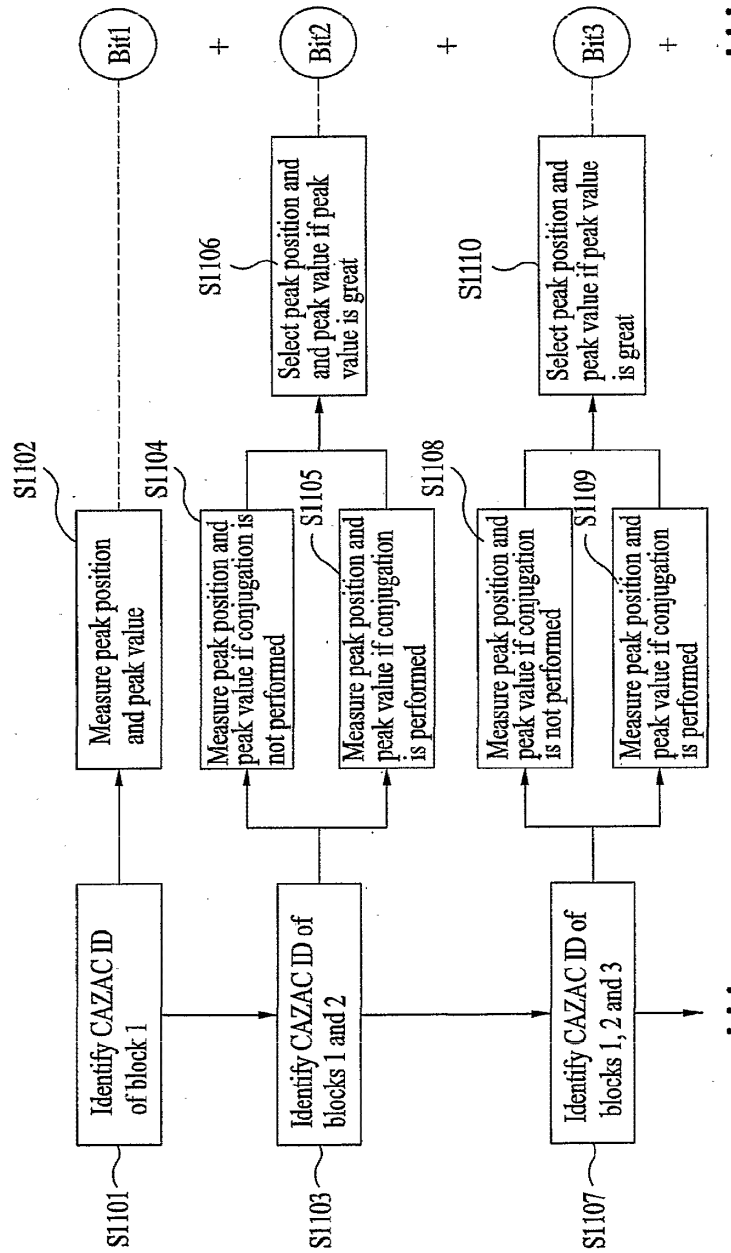 S1101
Identify CAZAC ID
of block 1
S1102
Measure peak position
and peak value
Bit1
+
S1103
Identify CAZAC ID of
blocks 1 and 2
S1104
Measure peak position and
peak value if conjugation is
not performed
S1105
Measure peak position and
peak value if conjugation
is performed
S1106
Select peak position and
and peak value if peak
value is great
Bit2
+
S1107
Identify CAZAC ID of
blocks 1, 2 and 3
S1108
Measure peak position and
peak value if conjugation
is not performed
S1109
Measure peak position and
peak value if conjugation
is performed
S1110
Select peak position and
peak value if peak value
is great
Bit3
+
...
...